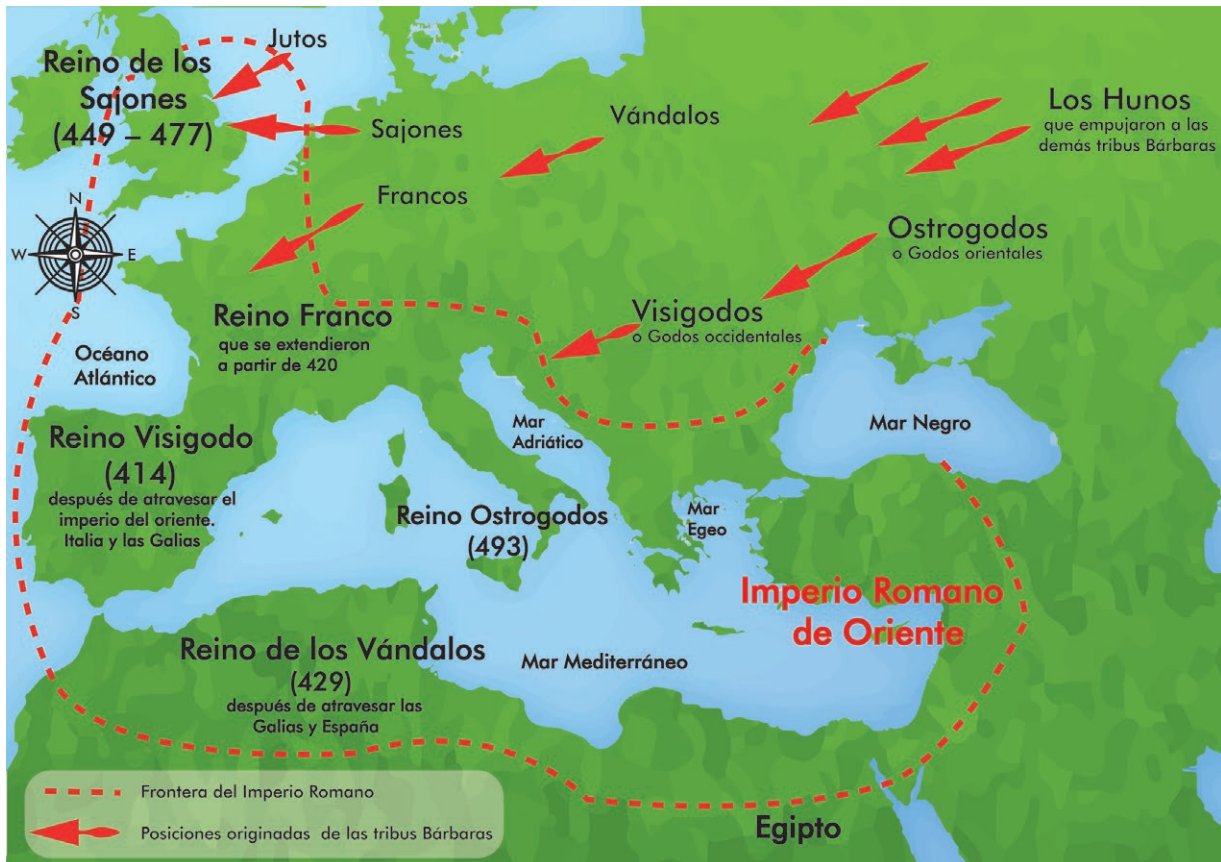 Jutos
Reino de los
Sajones
(449 – 477)
Sajones
Vándalos
Los Hunos
que empujaron a las
demás tribus Bárbaras
Francos
N
W
E
S
Ostrogodos
o Godos orientales
Visigodos
o Godos occidentales
Reino Franco
que se extendieron
a partir de 420
Océano
Atlántico
Mar
Adriático
Mar Negro
Reino Visigodo
(414)
después de atravesar el
imperio del oriente.
Italia y las Galias
Reino Ostrogodos
(493)
Mar
Egeo
Imperio Romano
de Oriente
Reino de los Vándalos
(429)
después de atravesar las
Galias y España
Mar Mediterráneo
Egipto
Frontera del Imperio Romano
Posiciones originadas de las tribus Bárbaras